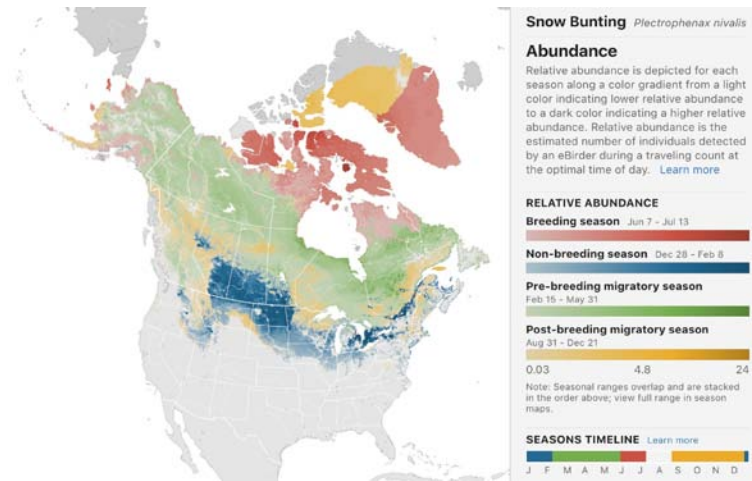 Snow Bunting Plectrophenax nivalis
Abundance
Relative abundance is depicted for each
season along a color gradient from a light
color indicating lower relative abundance
to a dark color indicating a higher relative
abundance. Relative abundance is the
estimated number of individuals detected
by an eBirder during a traveling count at
the optimal time of day. Learn more
RELATIVE ABUNDANCE
Breeding season Jun 7 - Jul 13
Non-breeding season Dec 28 - Feb 8
Pre-breeding migratory season
Feb 15 - May 31
Post-breeding migratory season
Aug 31 - Dec 21
0.03 4.8 24
Note: Seasonal ranges overlap and are stacked
in the order above; view full range in season
maps.
SEASONS TIMELINE Learn more
J F M A M J J A S O N D